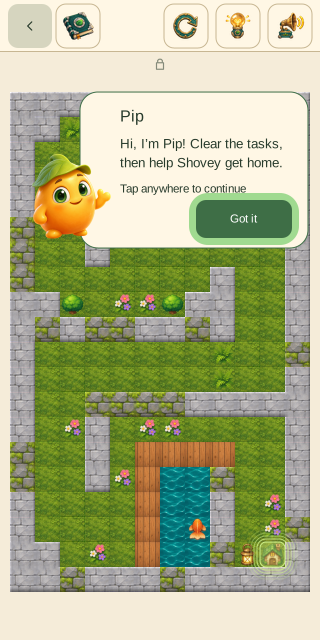 Pip
Hi, I'm Pip! Clear the tasks,
then help Shovey get home.
Tap anywhere to continue
Got it